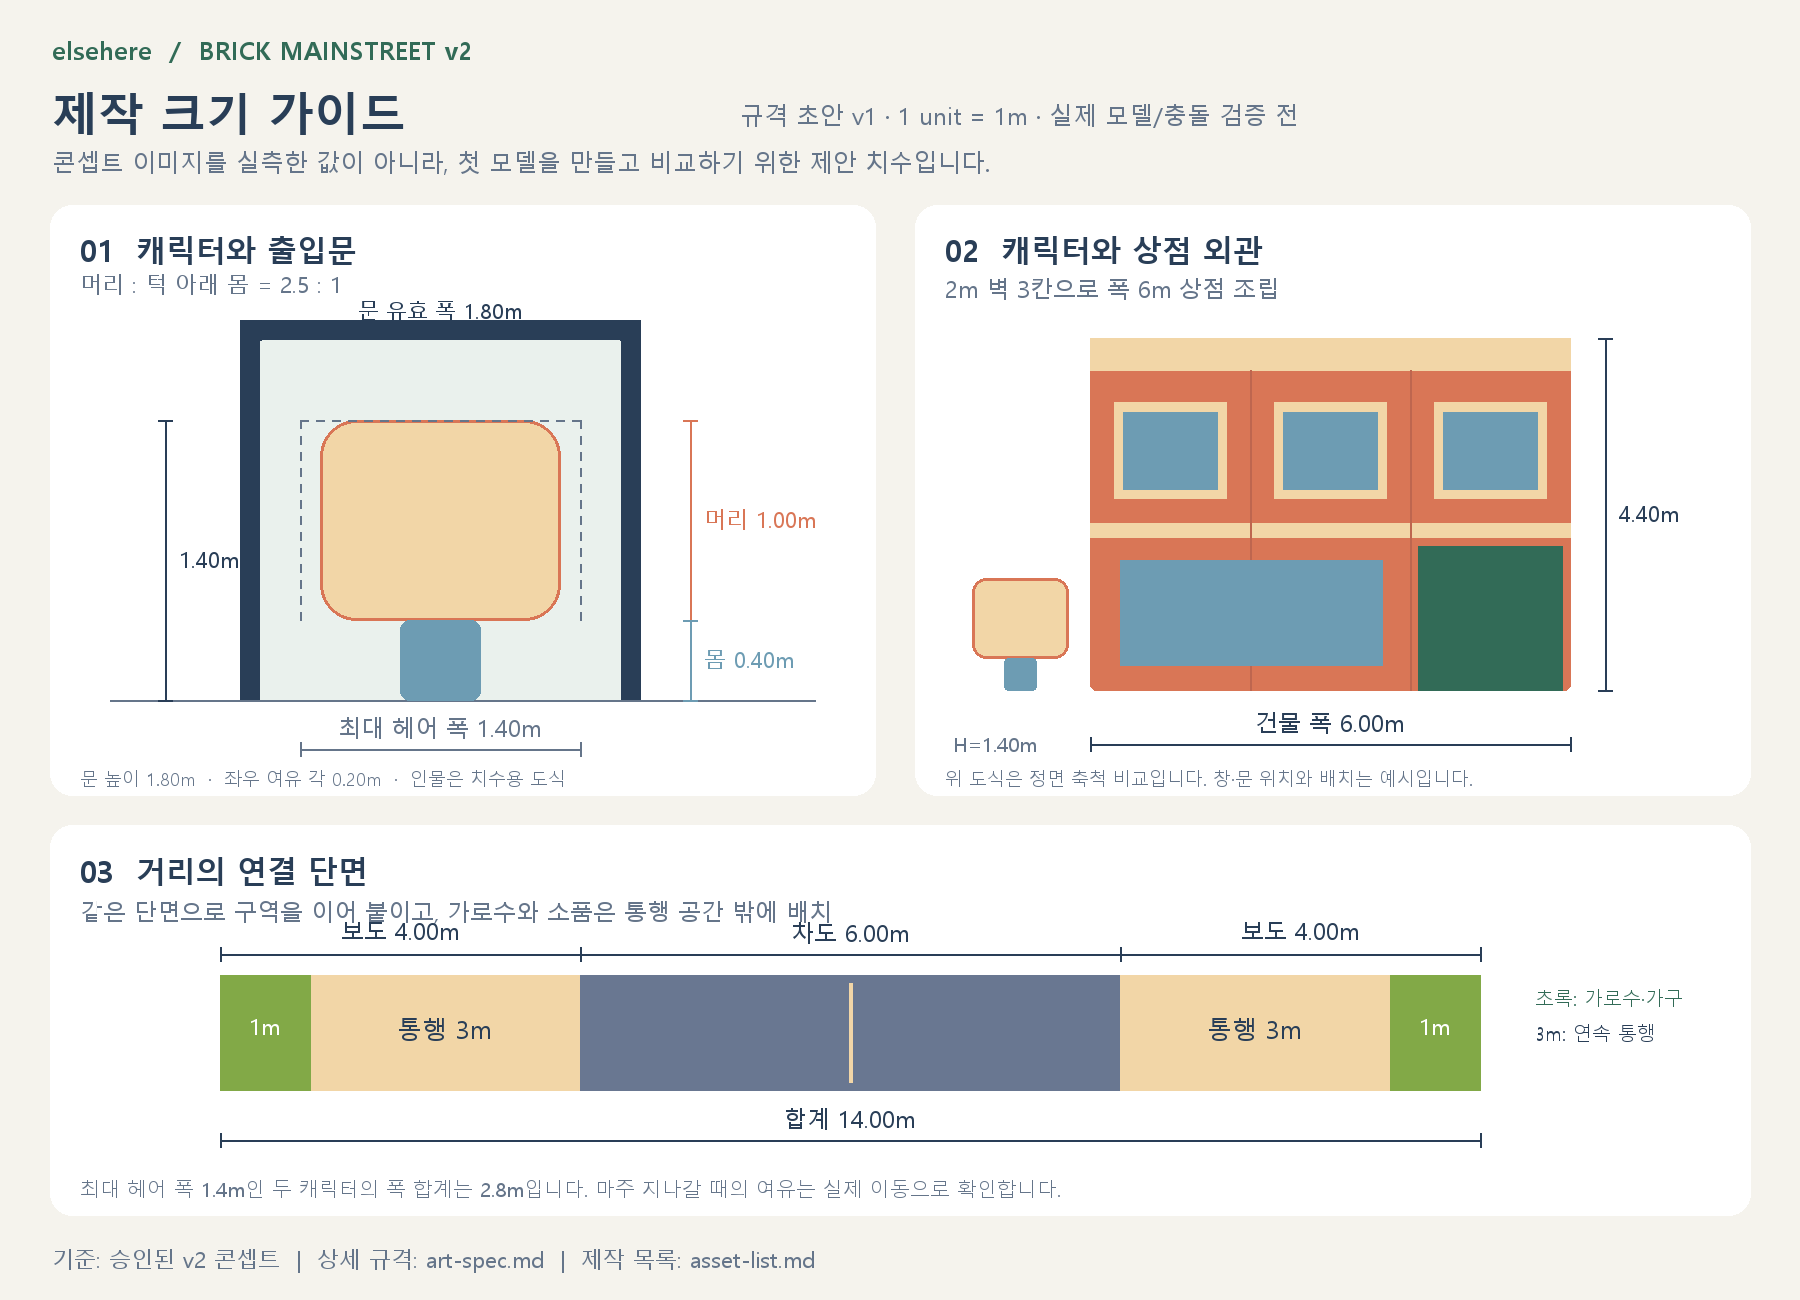 elsehere / BRICK MAINSTREET v2
제작 크기 가이드
규격 초안 v1 · 1 unit = 1m · 실제 모델/충돌 검증 전
콘셉트 이미지를 실측한 값이 아니라, 첫 모델을 만들고 비교하기 위한 제안 치수입니다.
01 캐릭터와 출입문
머리 : 턱 아래 몸 = 2.5 : 1
문 유효 폭 1.80m
1.40m
머리 1.00m
몸 0.40m
최대 헤어 폭 1.40m
문 높이 1.80m · 좌우 여유 각 0.20m · 인물은 치수용 도식
02 캐릭터와 상점 외관
2m 벽 3칸으로 폭 6m 상점 조립
4.40m
건물 폭 6.00m
H=1.40m
위 도식은 정면 축척 비교입니다. 창·문 위치와 배치는 예시입니다.
03 거리의 연결 단면
같은 단면으로 구역을 이어 붙이고, 가로수와 소품은 통행 공간 밖에 배치
보도 4.00m
차도 6.00m
보도 4.00m
1m
통행 3m
통행 3m
1m
초록: 가로수·가구
3m: 연속 통행
합계 14.00m
최대 헤어 폭 1.4m인 두 캐릭터의 폭 합계는 2.8m입니다. 마주 지나갈 때의 여유는 실제 이동으로 확인합니다.
기준: 승인된 v2 콘셉트 | 상세 규격: art-spec.md | 제작 목록: asset-list.md